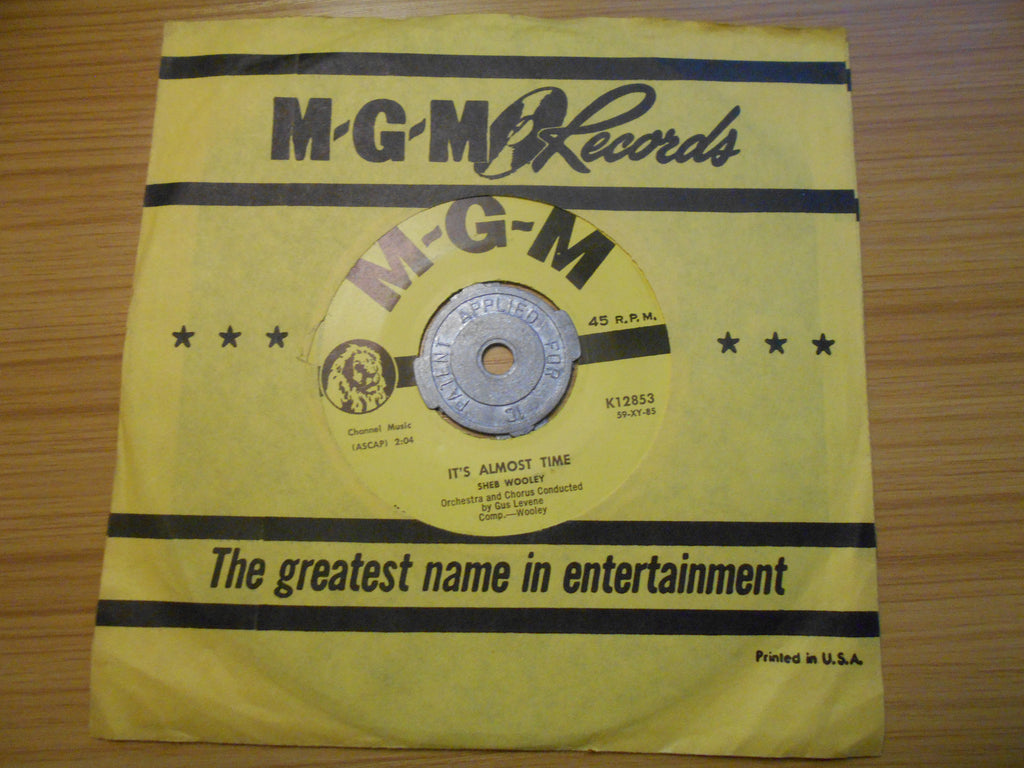 M-G-M Records
M-G-M
PATENT APPLIED FOR
45 R.P.M.
K12853
59-XY-85
Channel Music
(ASCAP) 2:04
IT'S ALMOST TIME
SHEB WOOLEY
Orchestra and Chorus Conducted
by Gus Levene
Comp.—Wooley
The greatest name in entertainment
Printed in U.S.A.